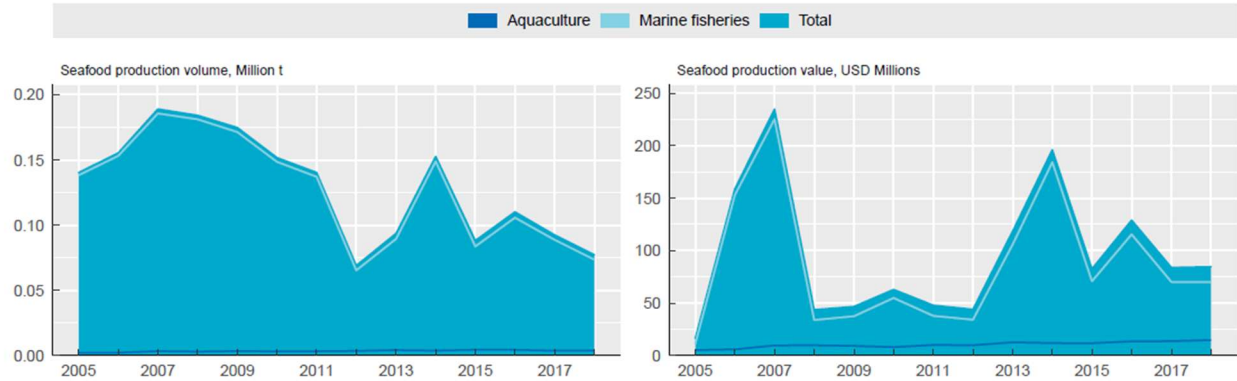 Aquaculture Marine fisheries Total
Seafood production volume, Million t
0.20
0.15
0.10
0.05
0.00
2005 2007 2009 2011 2013 2015 2017
Seafood production value, USD Millions
250
200
150
100
50
0
2005 2007 2009 2011 2013 2015 2017